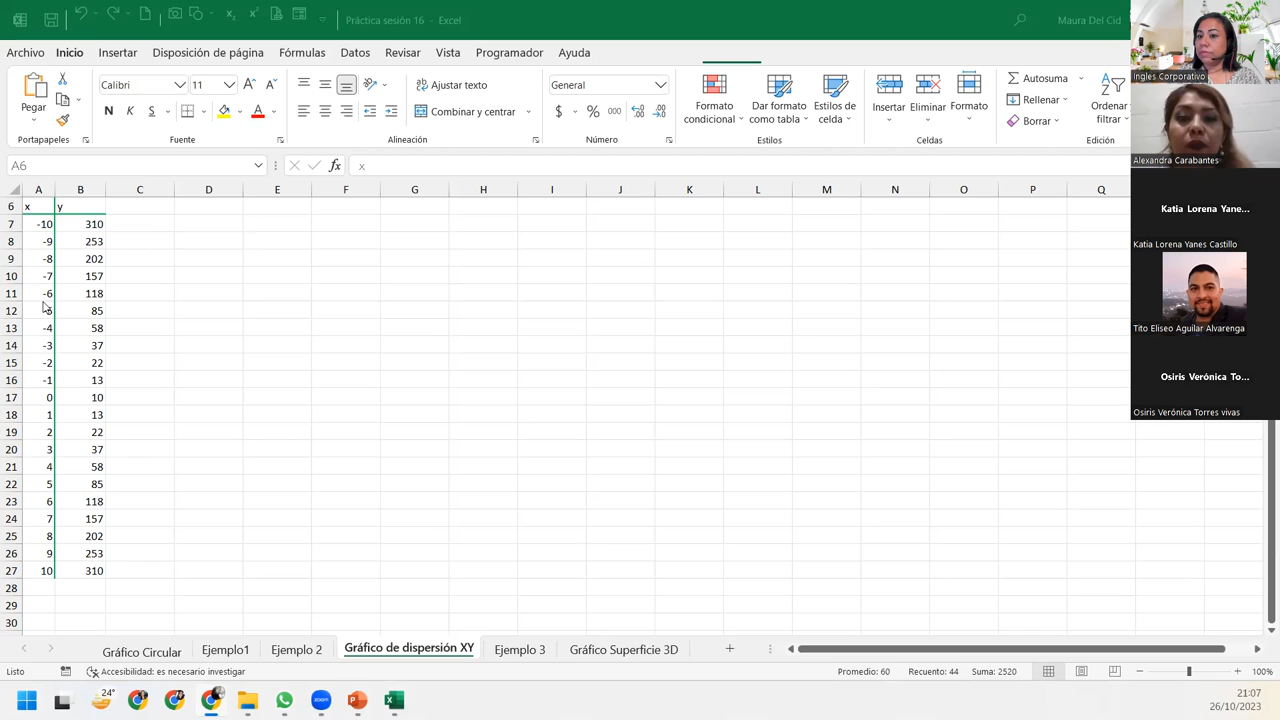 Práctica sesión 16 - Excel
Maura Del Cid
Archivo Inicio Insertar Disposición de página Fórmulas Datos Revisar Vista Programador Ayuda
Pegar
Portapapeles
Calibri 11
N K S
Fuente
Ajustar texto
Combinar y centrar
Alineación
General
$ % 000
Número
Formato condicional
Dar formato como tabla
Estilos de celda
Estilos
Insertar Eliminar Formato
Celdas
Autosuma
Rellenar
Borrar
Ordenar filtrar
Edición
A6 fx x
A B C D E F G H I J K L M N O P Q
6 x y
7 -10 310
8 -9 253
9 -8 202
10 -7 157
11 -6 118
12 85
13 -4 58
14 -3 37
15 -2 22
16 -1 13
17 0 10
18 1 13
19 2 22
20 3 37
21 4 58
22 5 85
23 6 118
24 7 157
25 8 202
26 9 253
27 10 310
28
29
30
Gráfico Circular Ejemplo1 Ejemplo 2 Gráfico de dispersión XY Ejemplo 3 Gráfico Superficie 3D
Listo Accesibilidad: es necesario investigar Promedio: 60 Recuento: 44 Suma: 2520 100%
24°
zoom
21:07
26/10/2023
Ingles Corporativo
Alexandra Carabantes
Katia Lorena Yane...
Katia Lorena Yanes Castillo
Tito Eliseo Aguilar Alvarenga
Osiris Verónica To...
Osiris Verónica Torres vivas